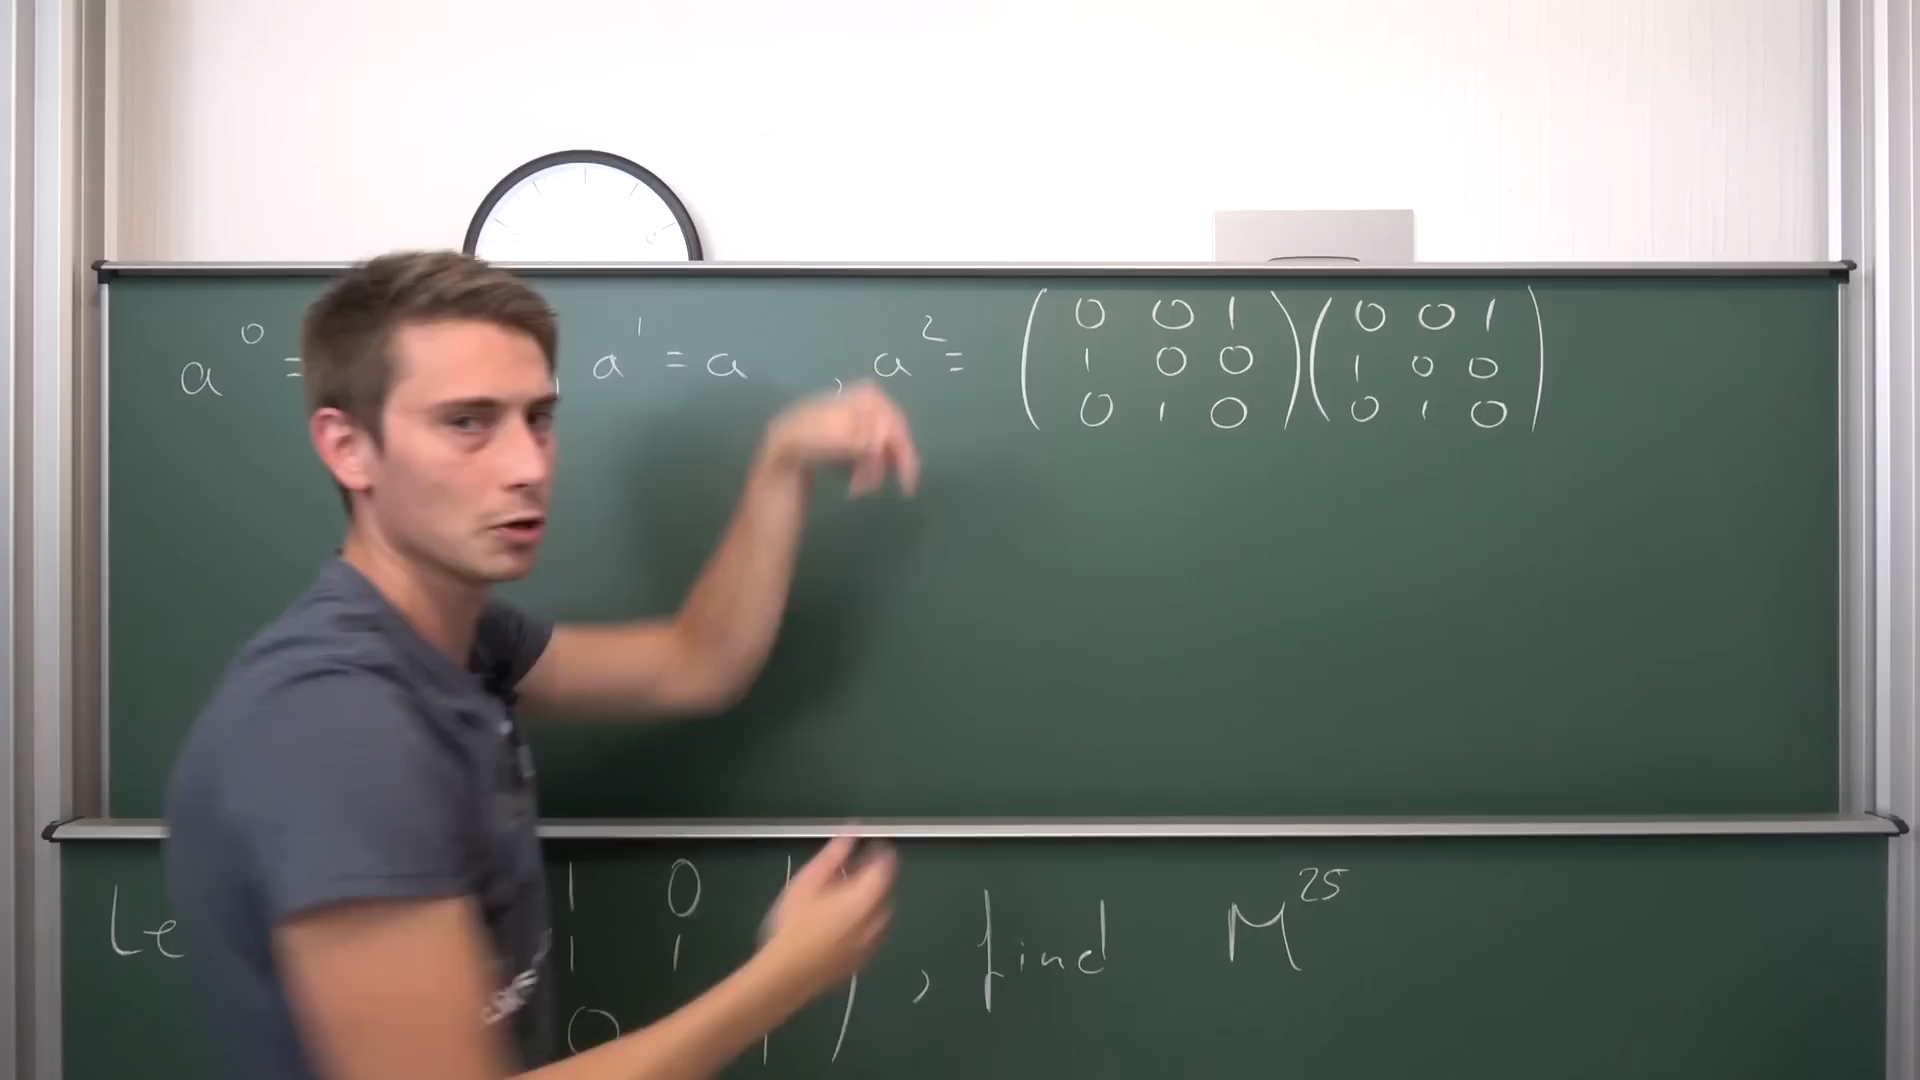 a⁰ = , a¹ = a , a² = ( 0 0 1 ) ( 0 0 1 )
( 1 0 0 ) ( 1 0 0 )
( 0 1 0 ) ( 0 1 0 )
1 0
1 1 ) , find M²⁵
0 1